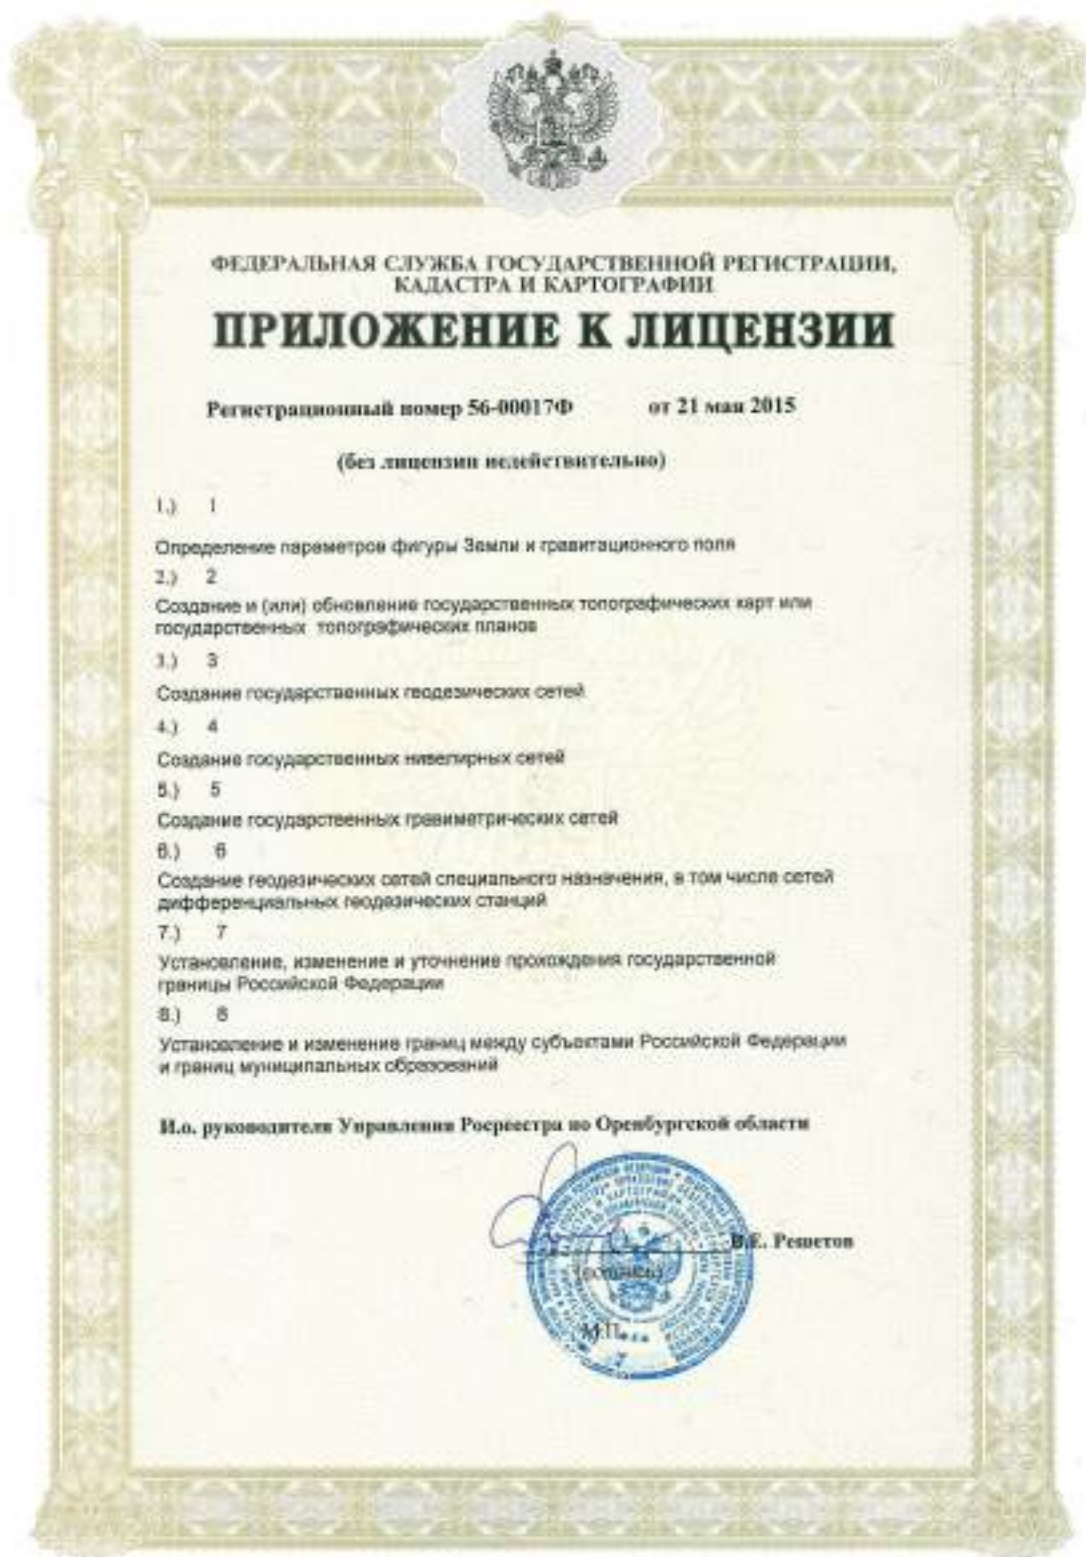 ФЕДЕРАЛЬНАЯ СЛУЖБА ГОСУДАРСТВЕННОЙ РЕГИСТРАЦИИ,
КАДАСТРА И КАРТОГРАФИИ
ПРИЛОЖЕНИЕ К ЛИЦЕНЗИИ
Регистрационный номер 56-00017Ф от 21 мая 2015
(без лицензии недействительно)
1.) 1
Определение параметров фигуры Земли и гравитационного поля
2.) 2
Создание и (или) обновление государственных топографических карт или
государственных топографических планов
3.) 3
Создание государственных геодезических сетей
4.) 4
Создание государственных нивелирных сетей
5.) 5
Создание государственных гравиметрических сетей
6.) 6
Создание геодезических сетей специального назначения, в том числе сетей
дифференциальных геодезических станций
7.) 7
Установление, изменение и уточнение прохождения государственной
границы Российской Федерации
8.) 8
Установление и изменение границ между субъектами Российской Федерации
и границ муниципальных образований
И.о. руководителя Управления Росреестра по Оренбургской области
В.Е. Решетов
(подпись)
М.П.
7